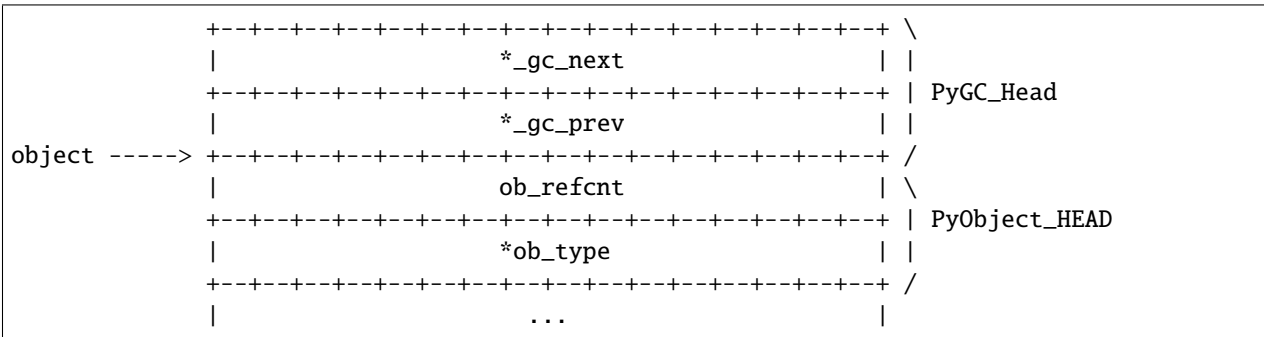 +--+--+--+--+--+--+--+--+--+--+--+--+--+--+ \
| *_gc_next | |
+--+--+--+--+--+--+--+--+--+--+--+--+--+--+ | PyGC_Head
| *_gc_prev | |
object -----> +--+--+--+--+--+--+--+--+--+--+--+--+--+--+ /
| ob_refcnt | \
+--+--+--+--+--+--+--+--+--+--+--+--+--+--+ | PyObject_HEAD
| *ob_type | |
+--+--+--+--+--+--+--+--+--+--+--+--+--+--+ /
| ... |